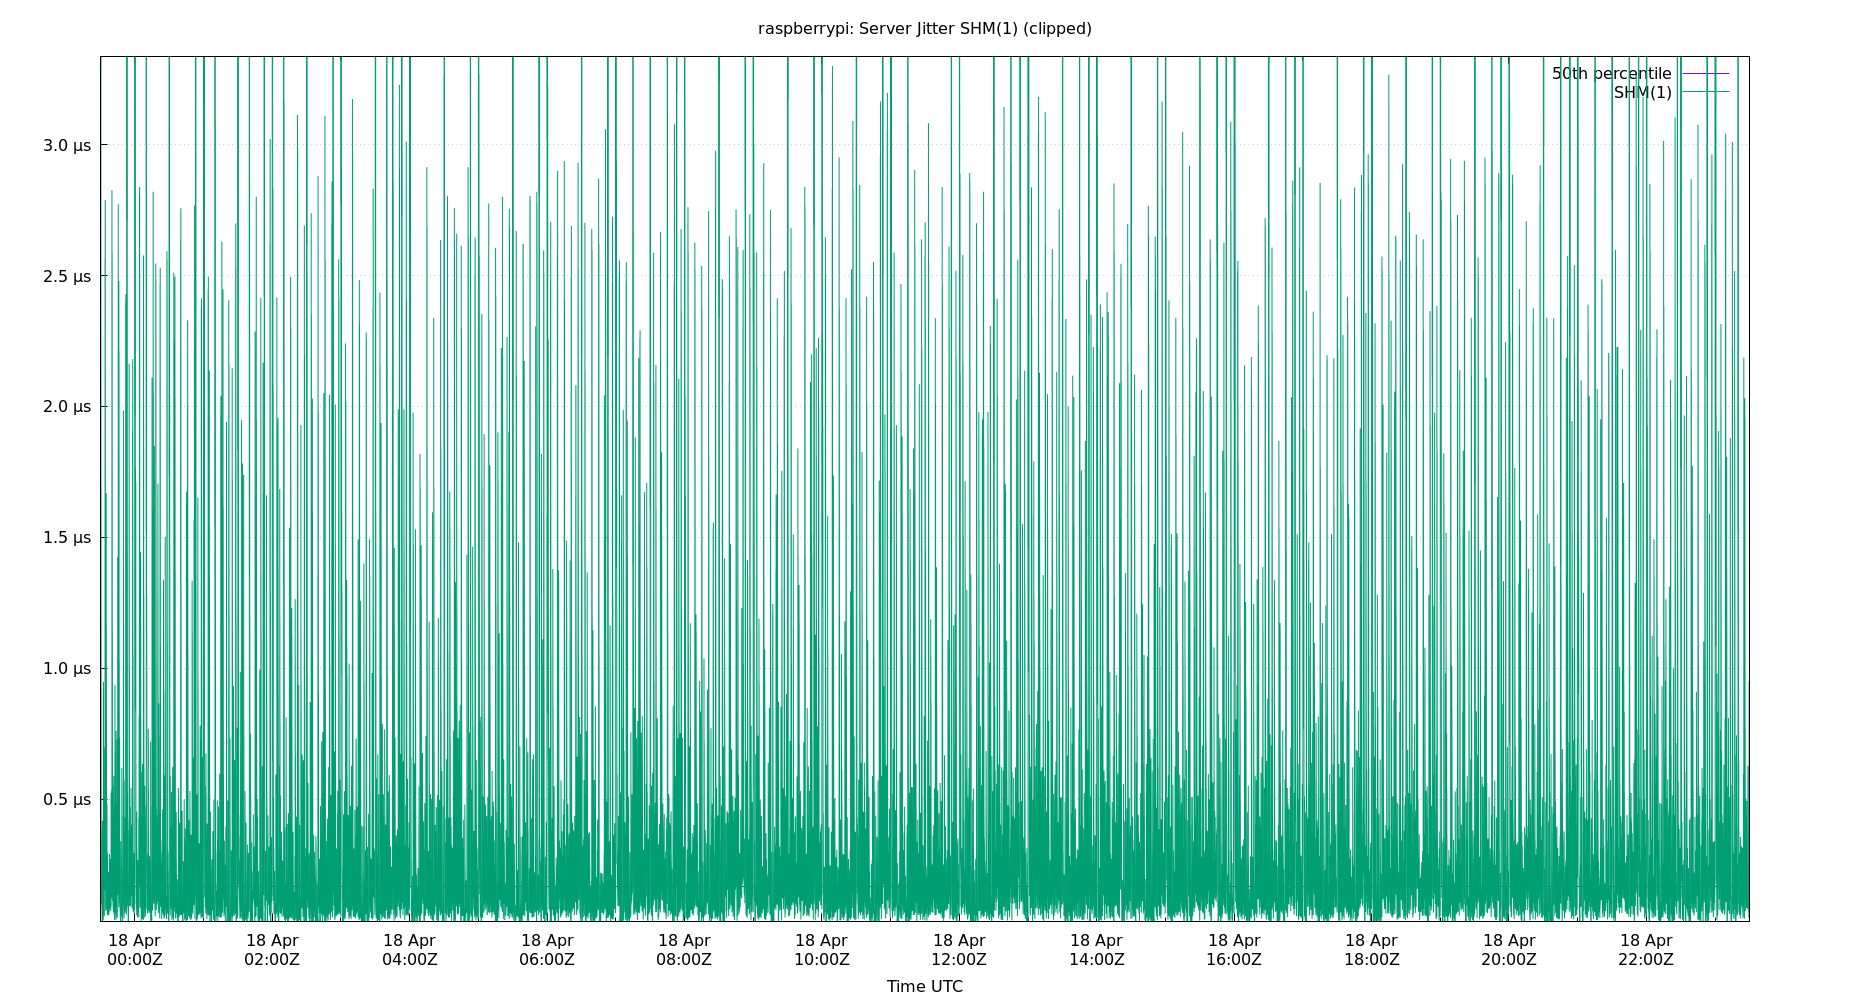 raspberrypi: Server Jitter SHM(1) (clipped)
50th percentile
SHM(1)
3.0 µs
2.5 µs
2.0 µs
1.5 µs
1.0 µs
0.5 µs
18 Apr 18 Apr 18 Apr 18 Apr 18 Apr 18 Apr 18 Apr 18 Apr 18 Apr 18 Apr 18 Apr 18 Apr
00:00Z 02:00Z 04:00Z 06:00Z 08:00Z 10:00Z 12:00Z 14:00Z 16:00Z 18:00Z 20:00Z 22:00Z
Time UTC